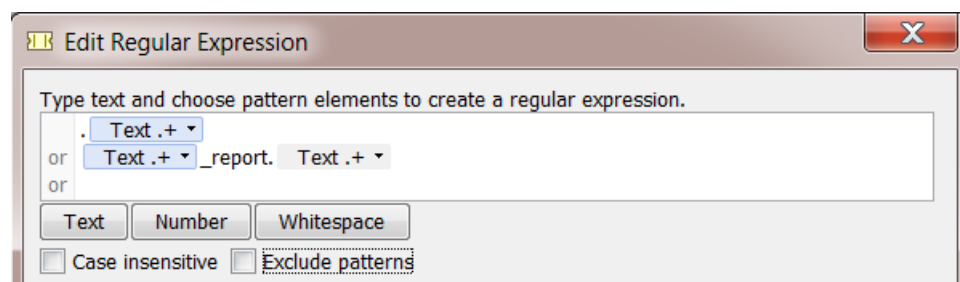 Edit Regular Expression
X
Type text and choose pattern elements to create a regular expression.
. Text .+
or Text .+ _report. Text .+
or
Text Number Whitespace
Case insensitive Exclude patterns